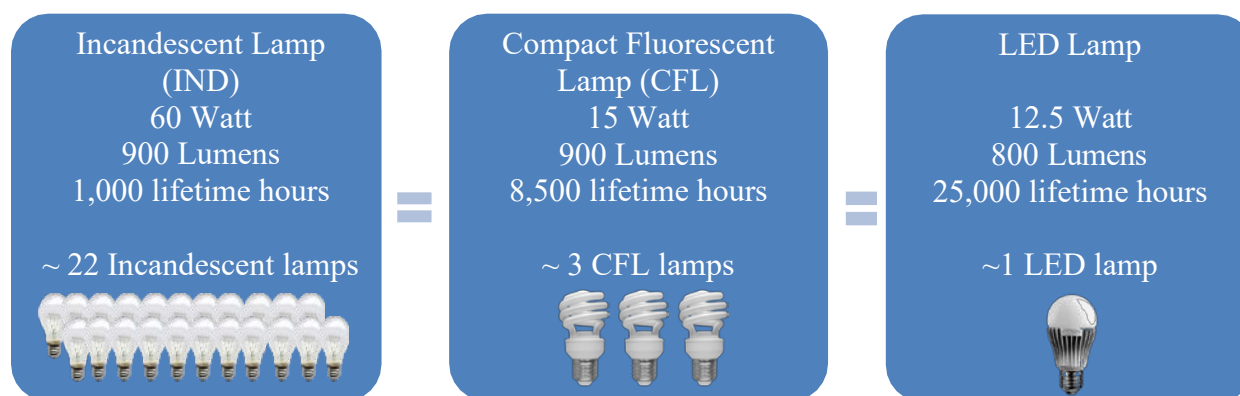 Incandescent Lamp
(IND)
60 Watt
900 Lumens
1,000 lifetime hours
~ 22 Incandescent lamps
=
Compact Fluorescent
Lamp (CFL)
15 Watt
900 Lumens
8,500 lifetime hours
~ 3 CFL lamps
=
LED Lamp
12.5 Watt
800 Lumens
25,000 lifetime hours
~1 LED lamp